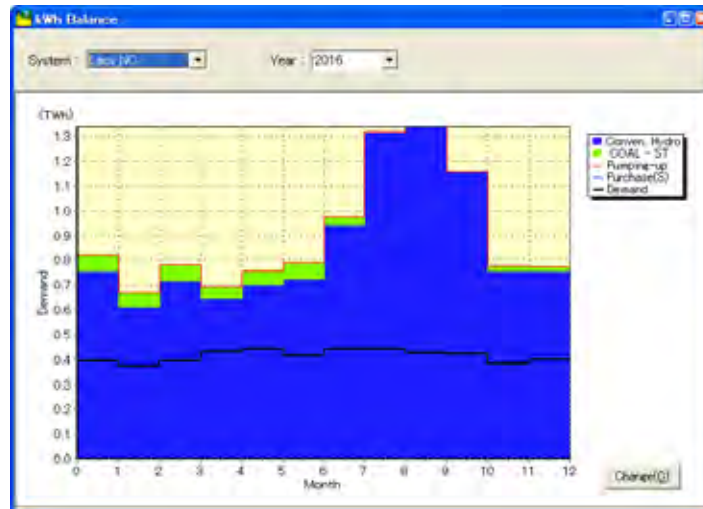 kWh Balance
System : Laos NC
Year : 2016
(TWh)
Conven. Hydro
COAL - ST
Pumping-up
Purchase(S)
Demand
1.3
1.2
1.1
1.0
0.9
0.8
0.7
0.6
0.5
0.4
0.3
0.2
0.1
0.0
Demand
0 1 2 3 4 5 6 7 8 9 10 11 12
Month
Change(C)